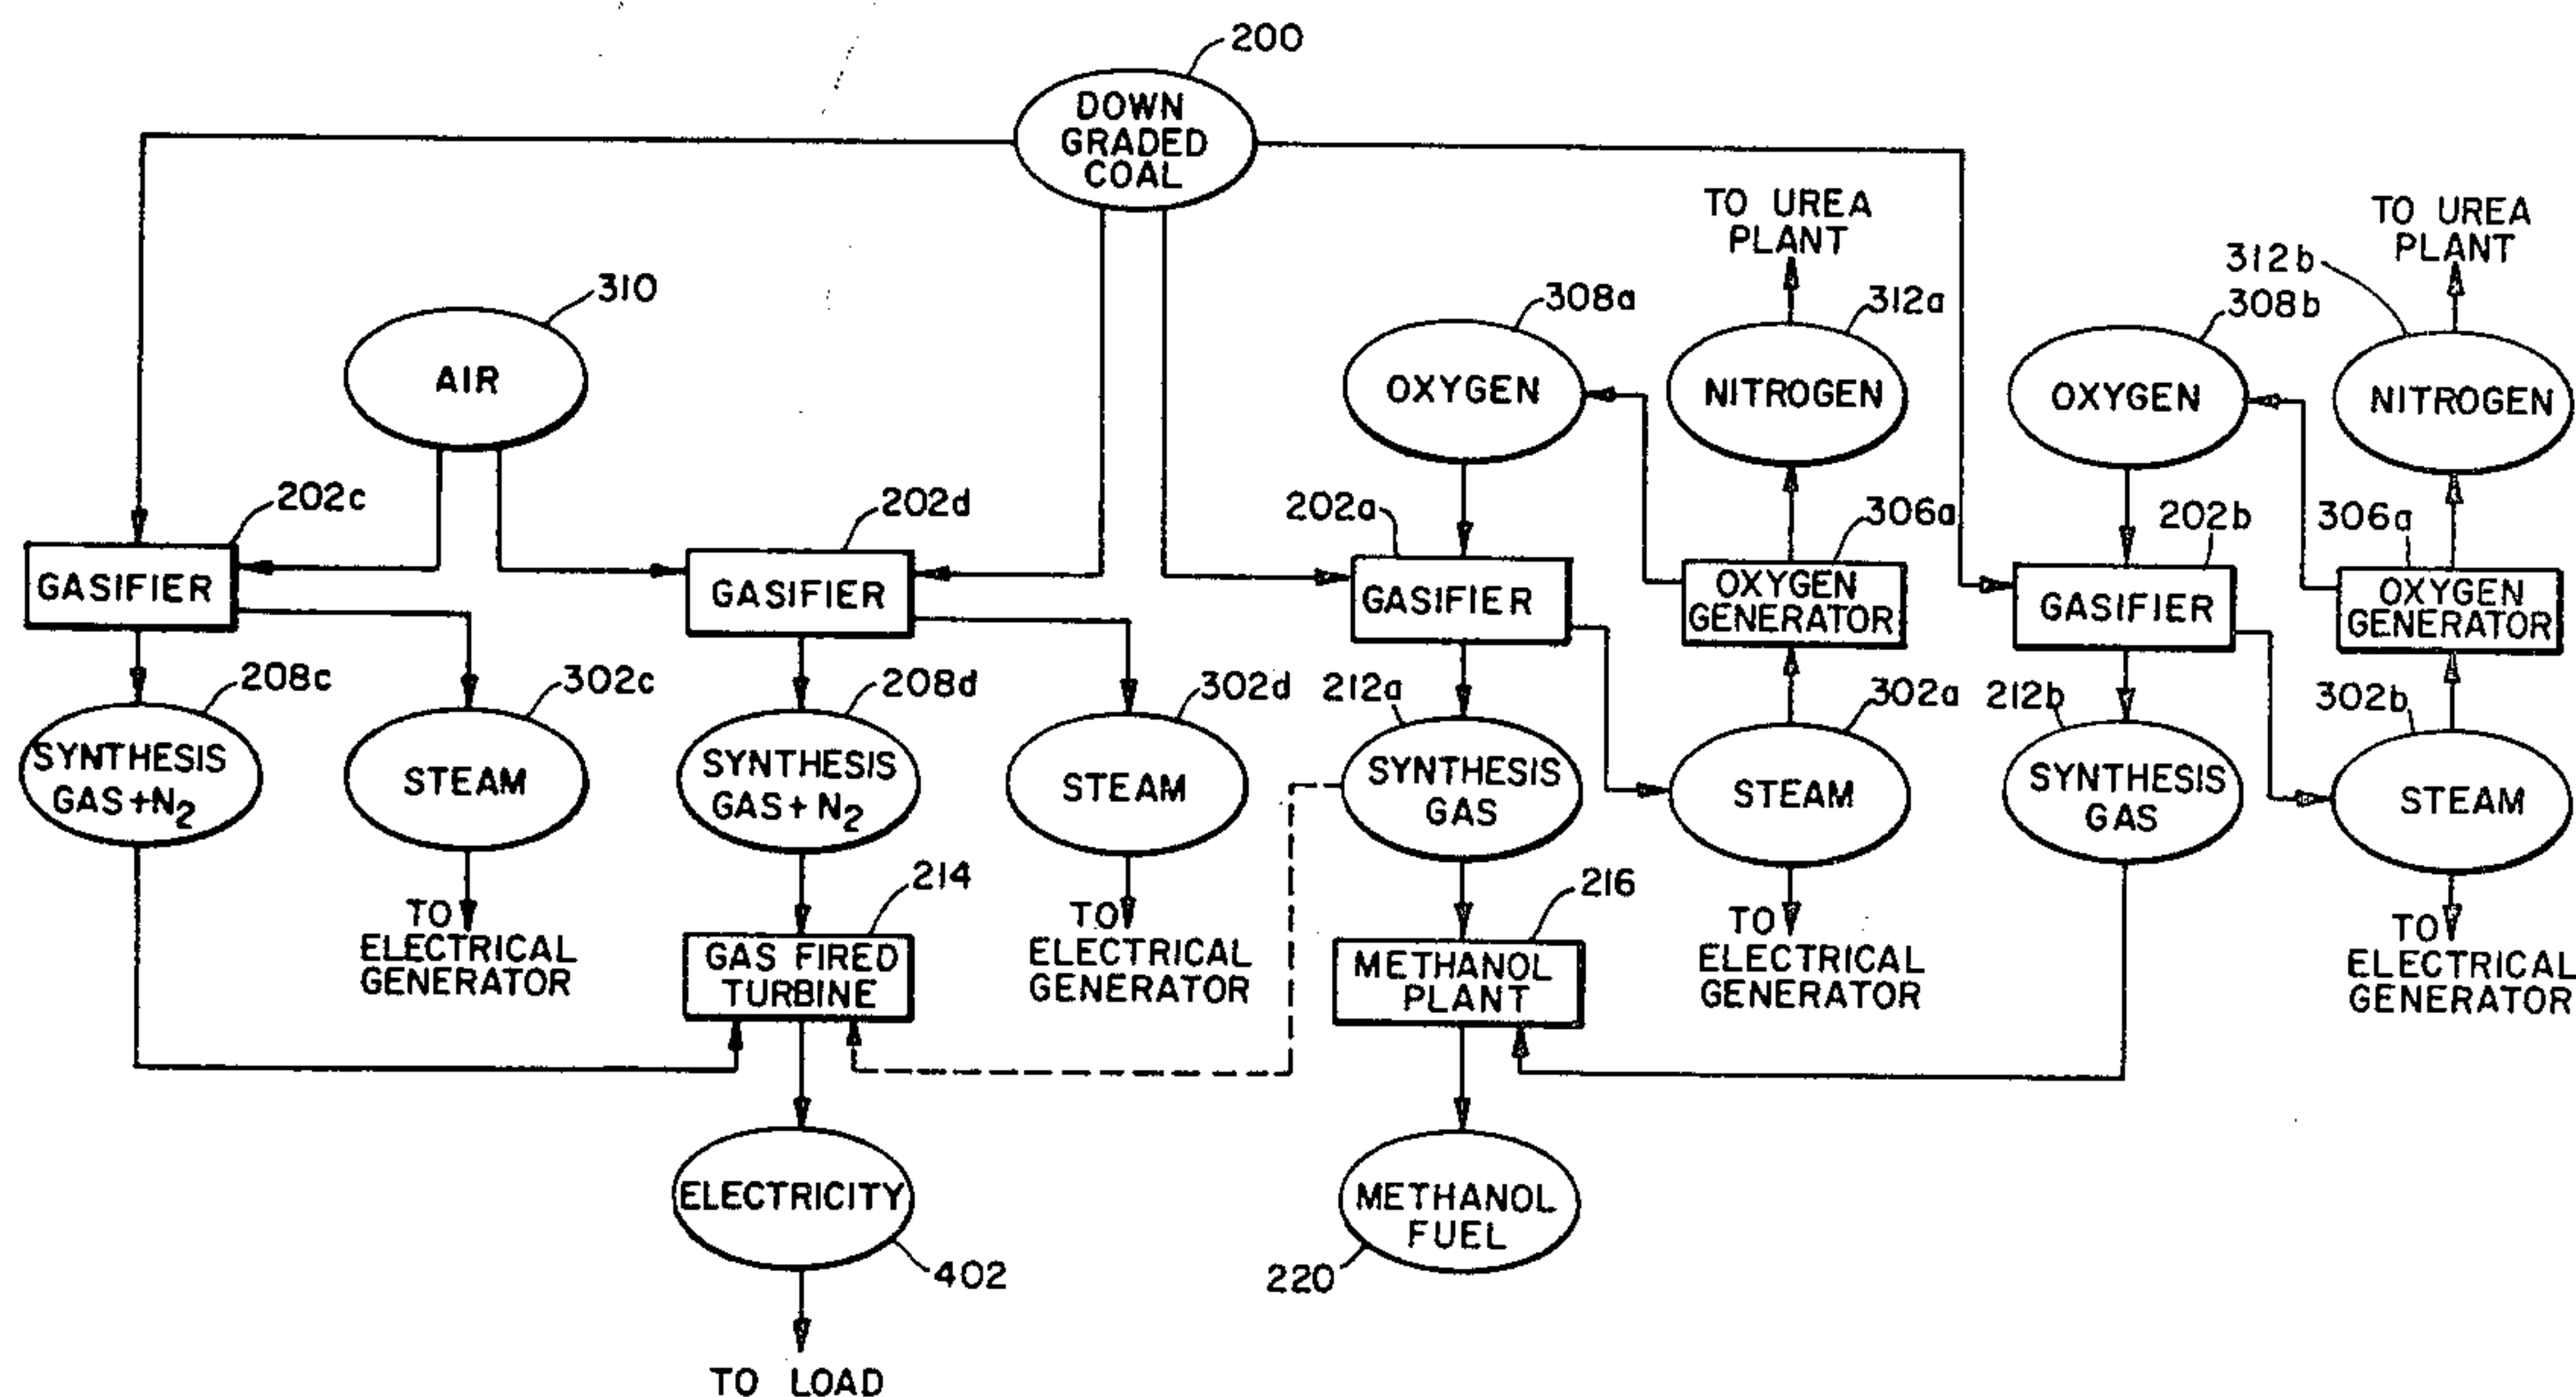 200
DOWN
GRADED
COAL
TO UREA
PLANT
TO UREA
PLANT
310
AIR
308a
OXYGEN
312a
NITROGEN
312b
308b
OXYGEN
NITROGEN
202c
GASIFIER
202d
GASIFIER
202a
GASIFIER
306a
OXYGEN
GENERATOR
202b
GASIFIER
306a
OXYGEN
GENERATOR
208c
SYNTHESIS
GAS+N2
302c
STEAM
208d
SYNTHESIS
GAS+N2
302d
STEAM
212a
SYNTHESIS
GAS
302a
STEAM
212b
SYNTHESIS
GAS
302b
STEAM
TO
ELECTRICAL
GENERATOR
214
GAS FIRED
TURBINE
TO
ELECTRICAL
GENERATOR
216
METHANOL
PLANT
TO
ELECTRICAL
GENERATOR
TO
ELECTRICAL
GENERATOR
ELECTRICITY
402
METHANOL
FUEL
220
TO LOAD